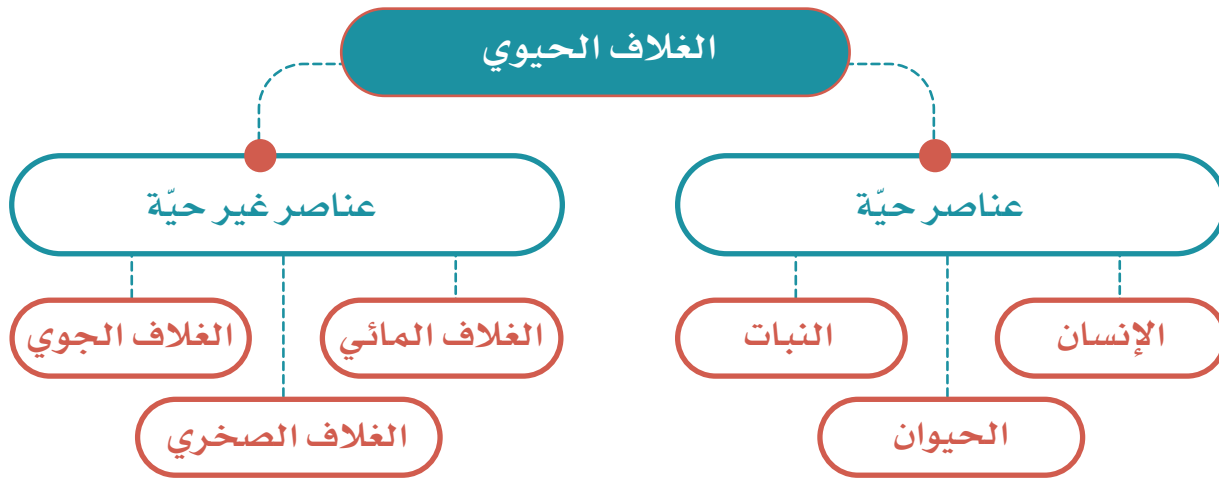 الغلاف الحيوي
عناصر حيّة
عناصر غير حيّة
الإنسان
النبات
الغلاف المائي
الغلاف الجوي
الحيوان
الغلاف الصخري